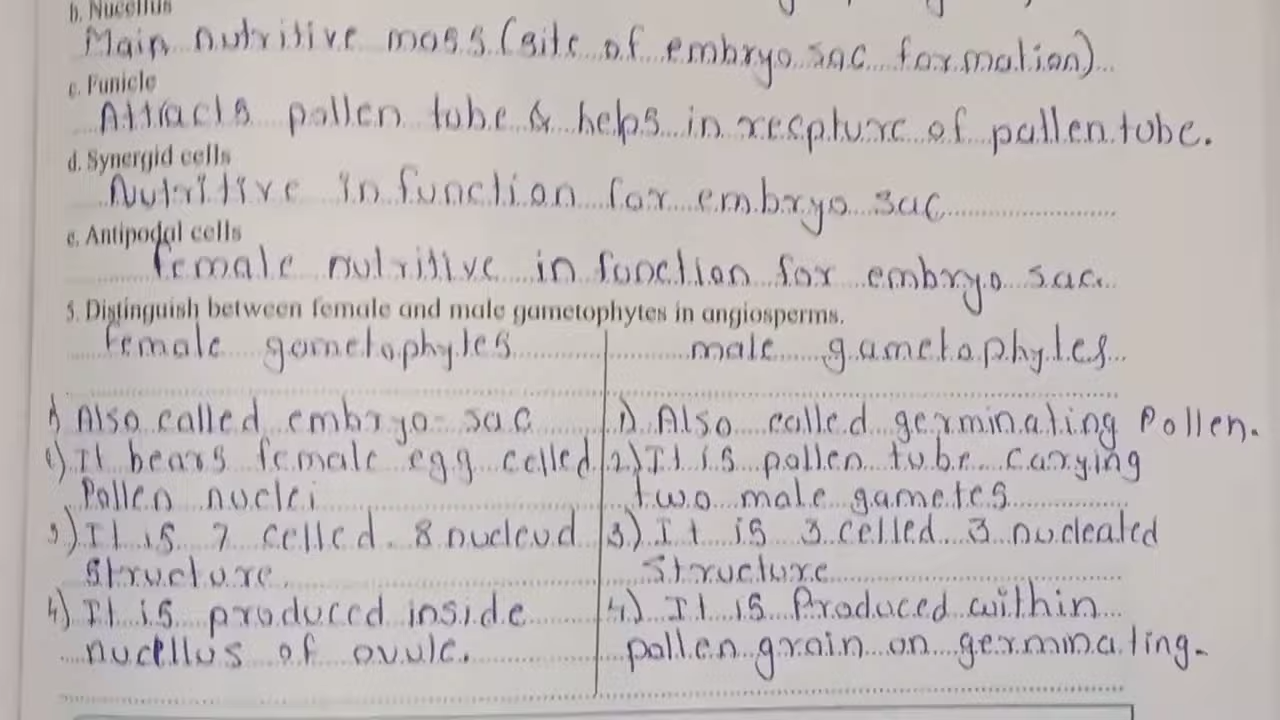 b. Nucellus
Main nutritive mass (site of embryo sac formation)
c. Funicle
Attracts pollen tube & helps in recpture of pollen tube.
d. Synergid cells
Nutritive in function for embryo sac
e. Antipodal cells
female nutritive in function for embryo sac.
5. Distinguish between female and male gametophytes in angiosperms.
female gametophytes male gametophytes
1) Also called embryo-sac 1) Also called germinating Pollen.
2) It bears female egg called 2) It is pollen tube carying
Pollen nuclei two male gametes
3) It is 7 celled 8 nucleud 3) It is 3 celled 3 nucleated
structure structure
4) It is produced inside 4) It is Produced within
nucellus of ovule. pollen grain on germinating.